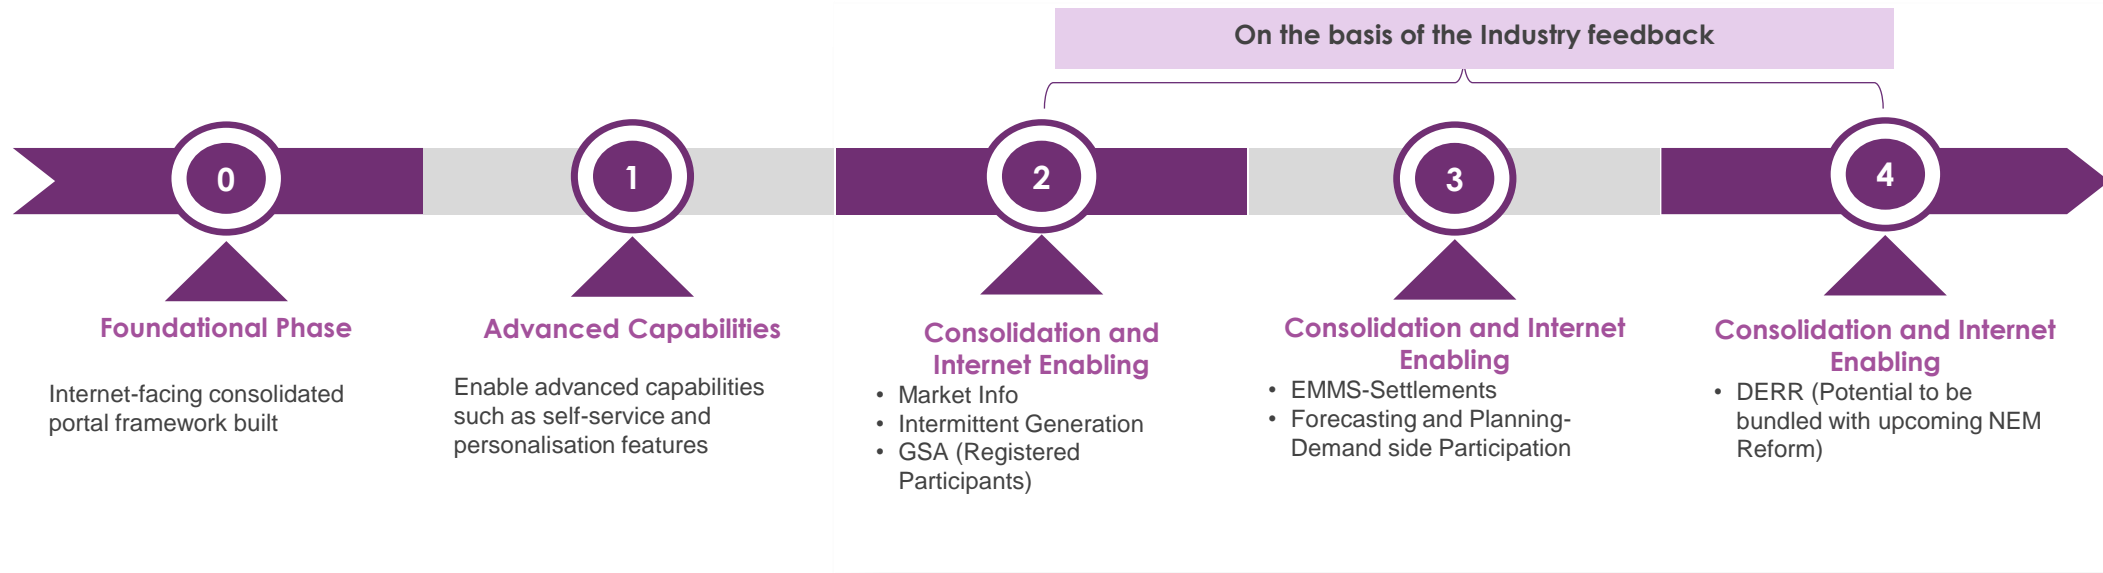 On the basis of the Industry feedback
0
1
2
3
4
Foundational Phase
Internet-facing consolidated
portal framework built
Advanced Capabilities
Enable advanced capabilities
such as self-service and
personalisation features
Consolidation and
Internet Enabling
• Market Info
• Intermittent Generation
• GSA (Registered
Participants)
Consolidation and Internet
Enabling
• EMMS-Settlements
• Forecasting and Planning-
Demand side Participation
Consolidation and Internet
Enabling
• DERR (Potential to be
bundled with upcoming NEM
Reform)